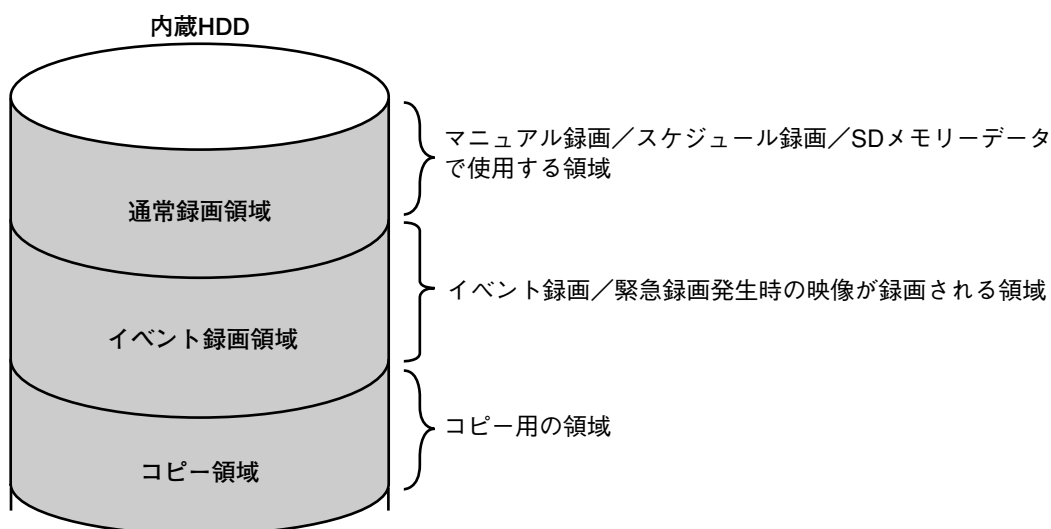 内蔵HDD
マニュアル録画／スケジュール録画／SDメモリーデータ
で使用する領域
通常録画領域
イベント録画／緊急録画発生時の映像が録画される領域
イベント録画領域
コピー用の領域
コピー領域